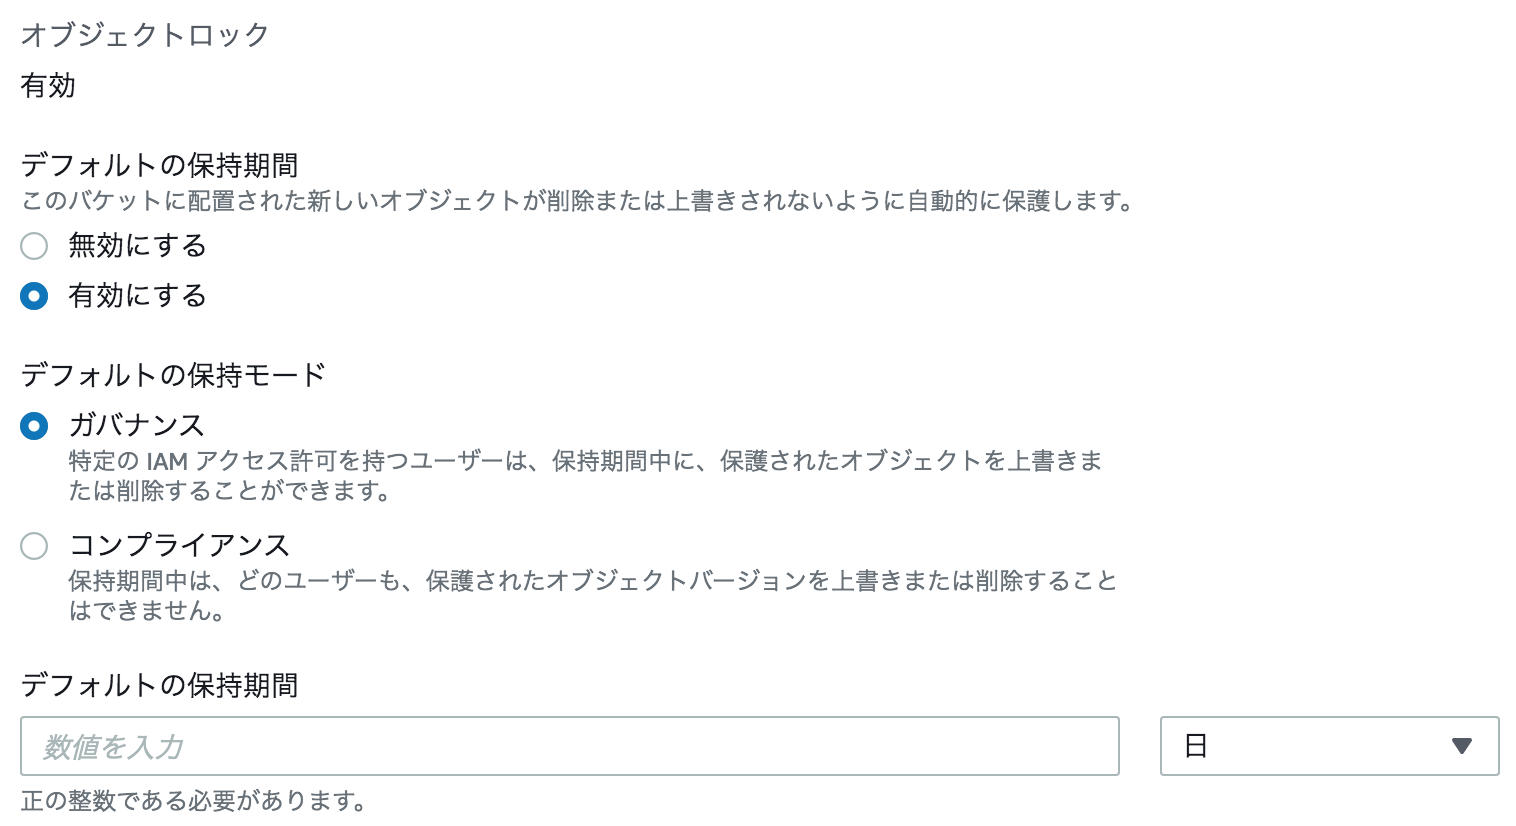 オブジェクトロック
有効
デフォルトの保持期間
このバケットに配置された新しいオブジェクトが削除または上書きされないように自動的に保護します。
無効にする
有効にする
デフォルトの保持モード
ガバナンス
特定の IAM アクセス許可を持つユーザーは、保持期間中に、保護されたオブジェクトを上書きま
たは削除することができます。
コンプライアンス
保持期間中は、どのユーザーも、保護されたオブジェクトバージョンを上書きまたは削除すること
はできません。
デフォルトの保持期間
数値を入力
日
正の整数である必要があります。